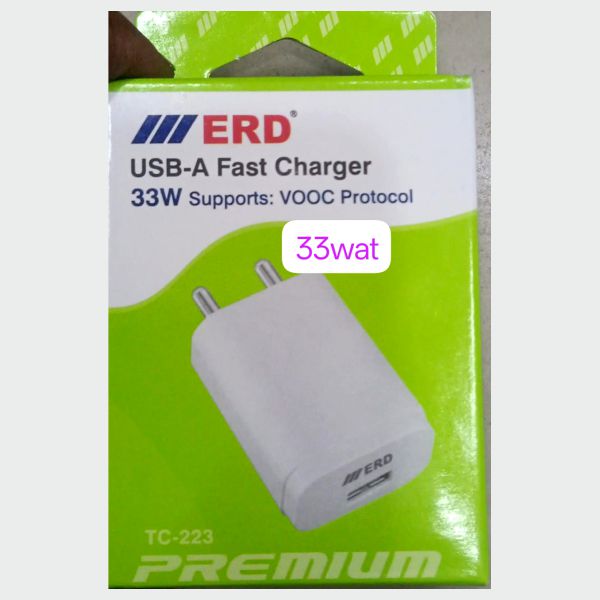 ERD®
USB-A Fast Charger
33W Supports: VOOC Protocol
33wat
ERD
TC-223
PREMIUM